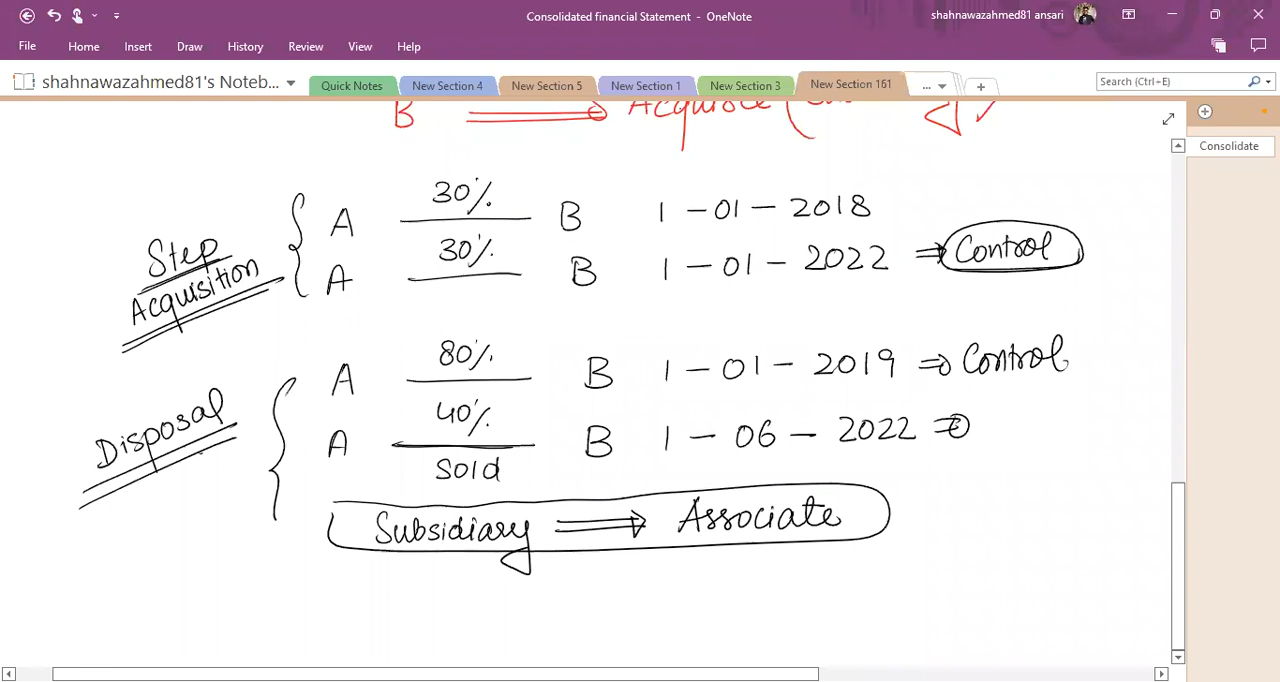 Consolidated financial Statement - OneNote
shahnawazahmed81 ansari
File Home Insert Draw History Review View Help
shahnawazahmed81's Noteb...
Quick Notes New Section 4 New Section 5 New Section 1 New Section 3 New Section 161 ...
Search (Ctrl+E)
Consolidate
B ⇒
Step Acquisition
A 30% B 1-01-2018
A 30% B 1-01-2022 ⇒ Control
Disposal
A 80% B 1-01-2019 ⇒ Control
A 40% B 1-06-2022 ⇒
Sold
Subsidiary ⇒ Associate